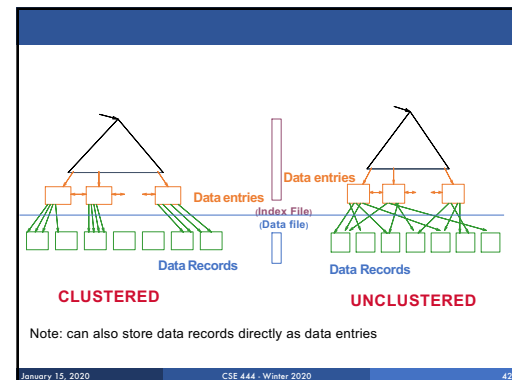 Data entries
Data entries
(Index File)
(Data file)
Data Records
Data Records
CLUSTERED
UNCLUSTERED
Note: can also store data records directly as data entries
January 15, 2020
CSE 444 - Winter 2020
42